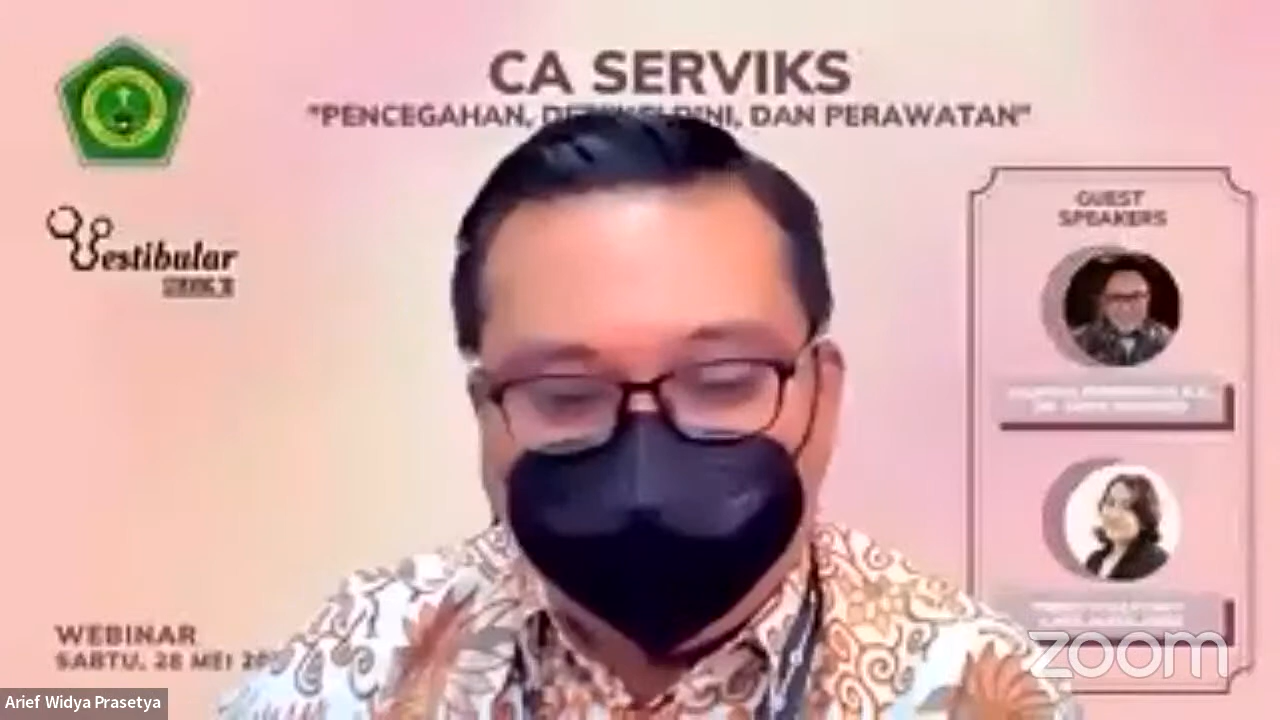 CA SERVIKS
"PENCEGAHAN, DINI, DAN PERAWATAN"
Vestibular
GUEST
SPEAKERS
WEBINAR
SABTU, 28 MEI
zoom
Arief Widya Prasetya